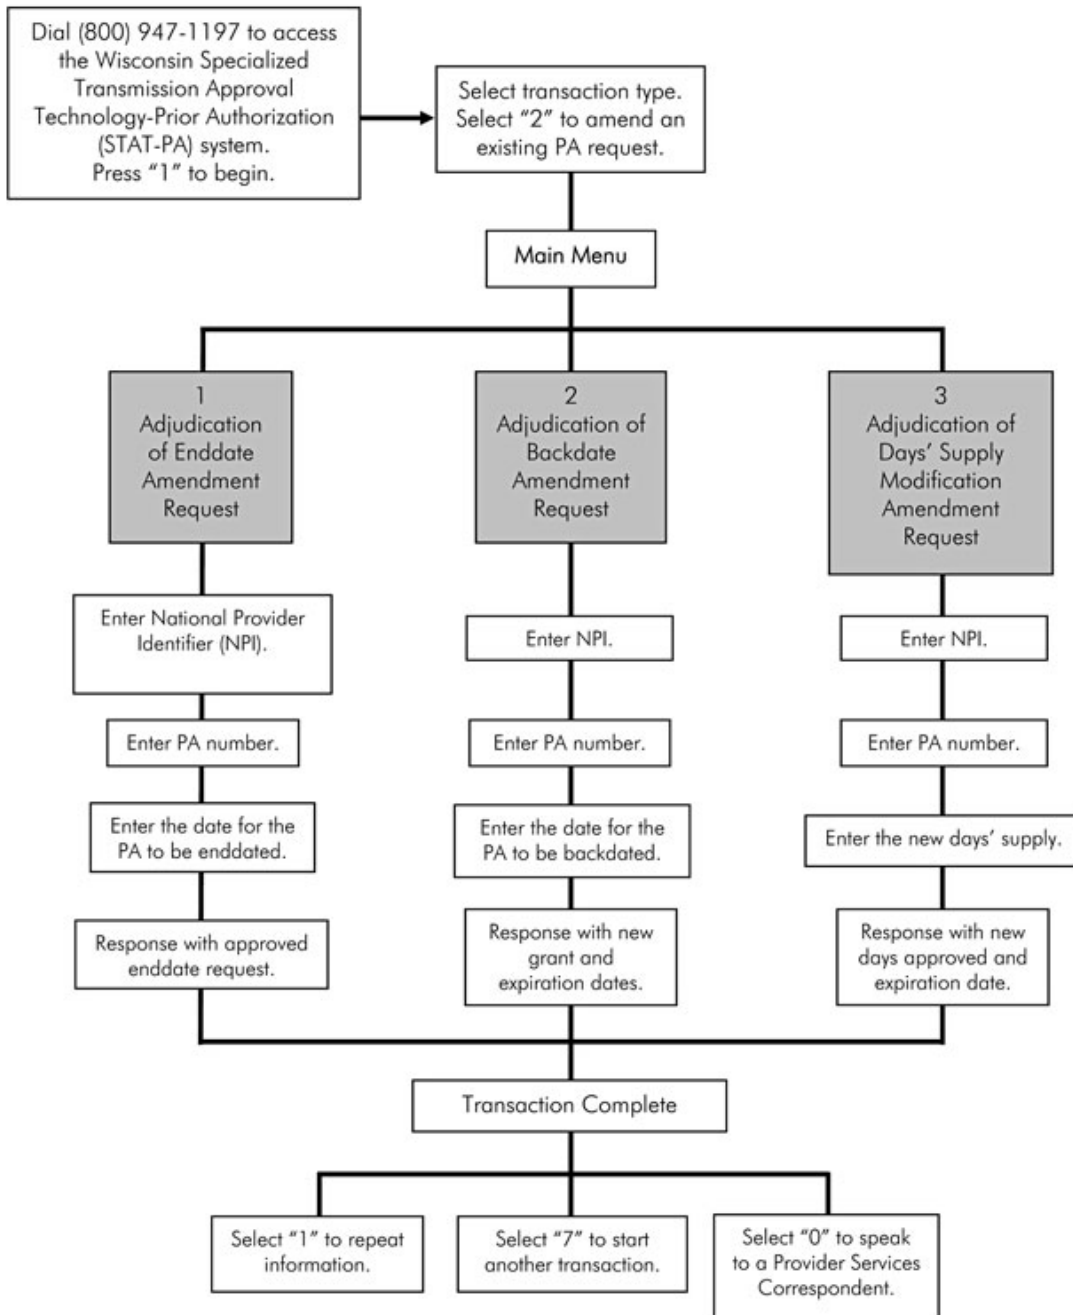 Dial (800) 947-1197 to access
the Wisconsin Specialized
Transmission Approval
Technology-Prior Authorization
(STAT-PA) system.
Press “1” to begin.
Select transaction type.
Select “2” to amend an
existing PA request.
Main Menu
1
Adjudication
of Enddate
Amendment
Request
2
Adjudication of
Backdate
Amendment
Request
3
Adjudication of
Days’ Supply
Modification
Amendment
Request
Enter National Provider
Identifier (NPI).
Enter NPI.
Enter NPI.
Enter PA number.
Enter PA number.
Enter PA number.
Enter the date for the
PA to be enddated.
Enter the date for the
PA to be backdated.
Enter the new days’ supply.
Response with approved
enddate request.
Response with new
grant and
expiration dates.
Response with new
days approved and
expiration date.
Transaction Complete
Select “1” to repeat
information.
Select “7” to start
another transaction.
Select “0” to speak
to a Provider Services
Correspondent.